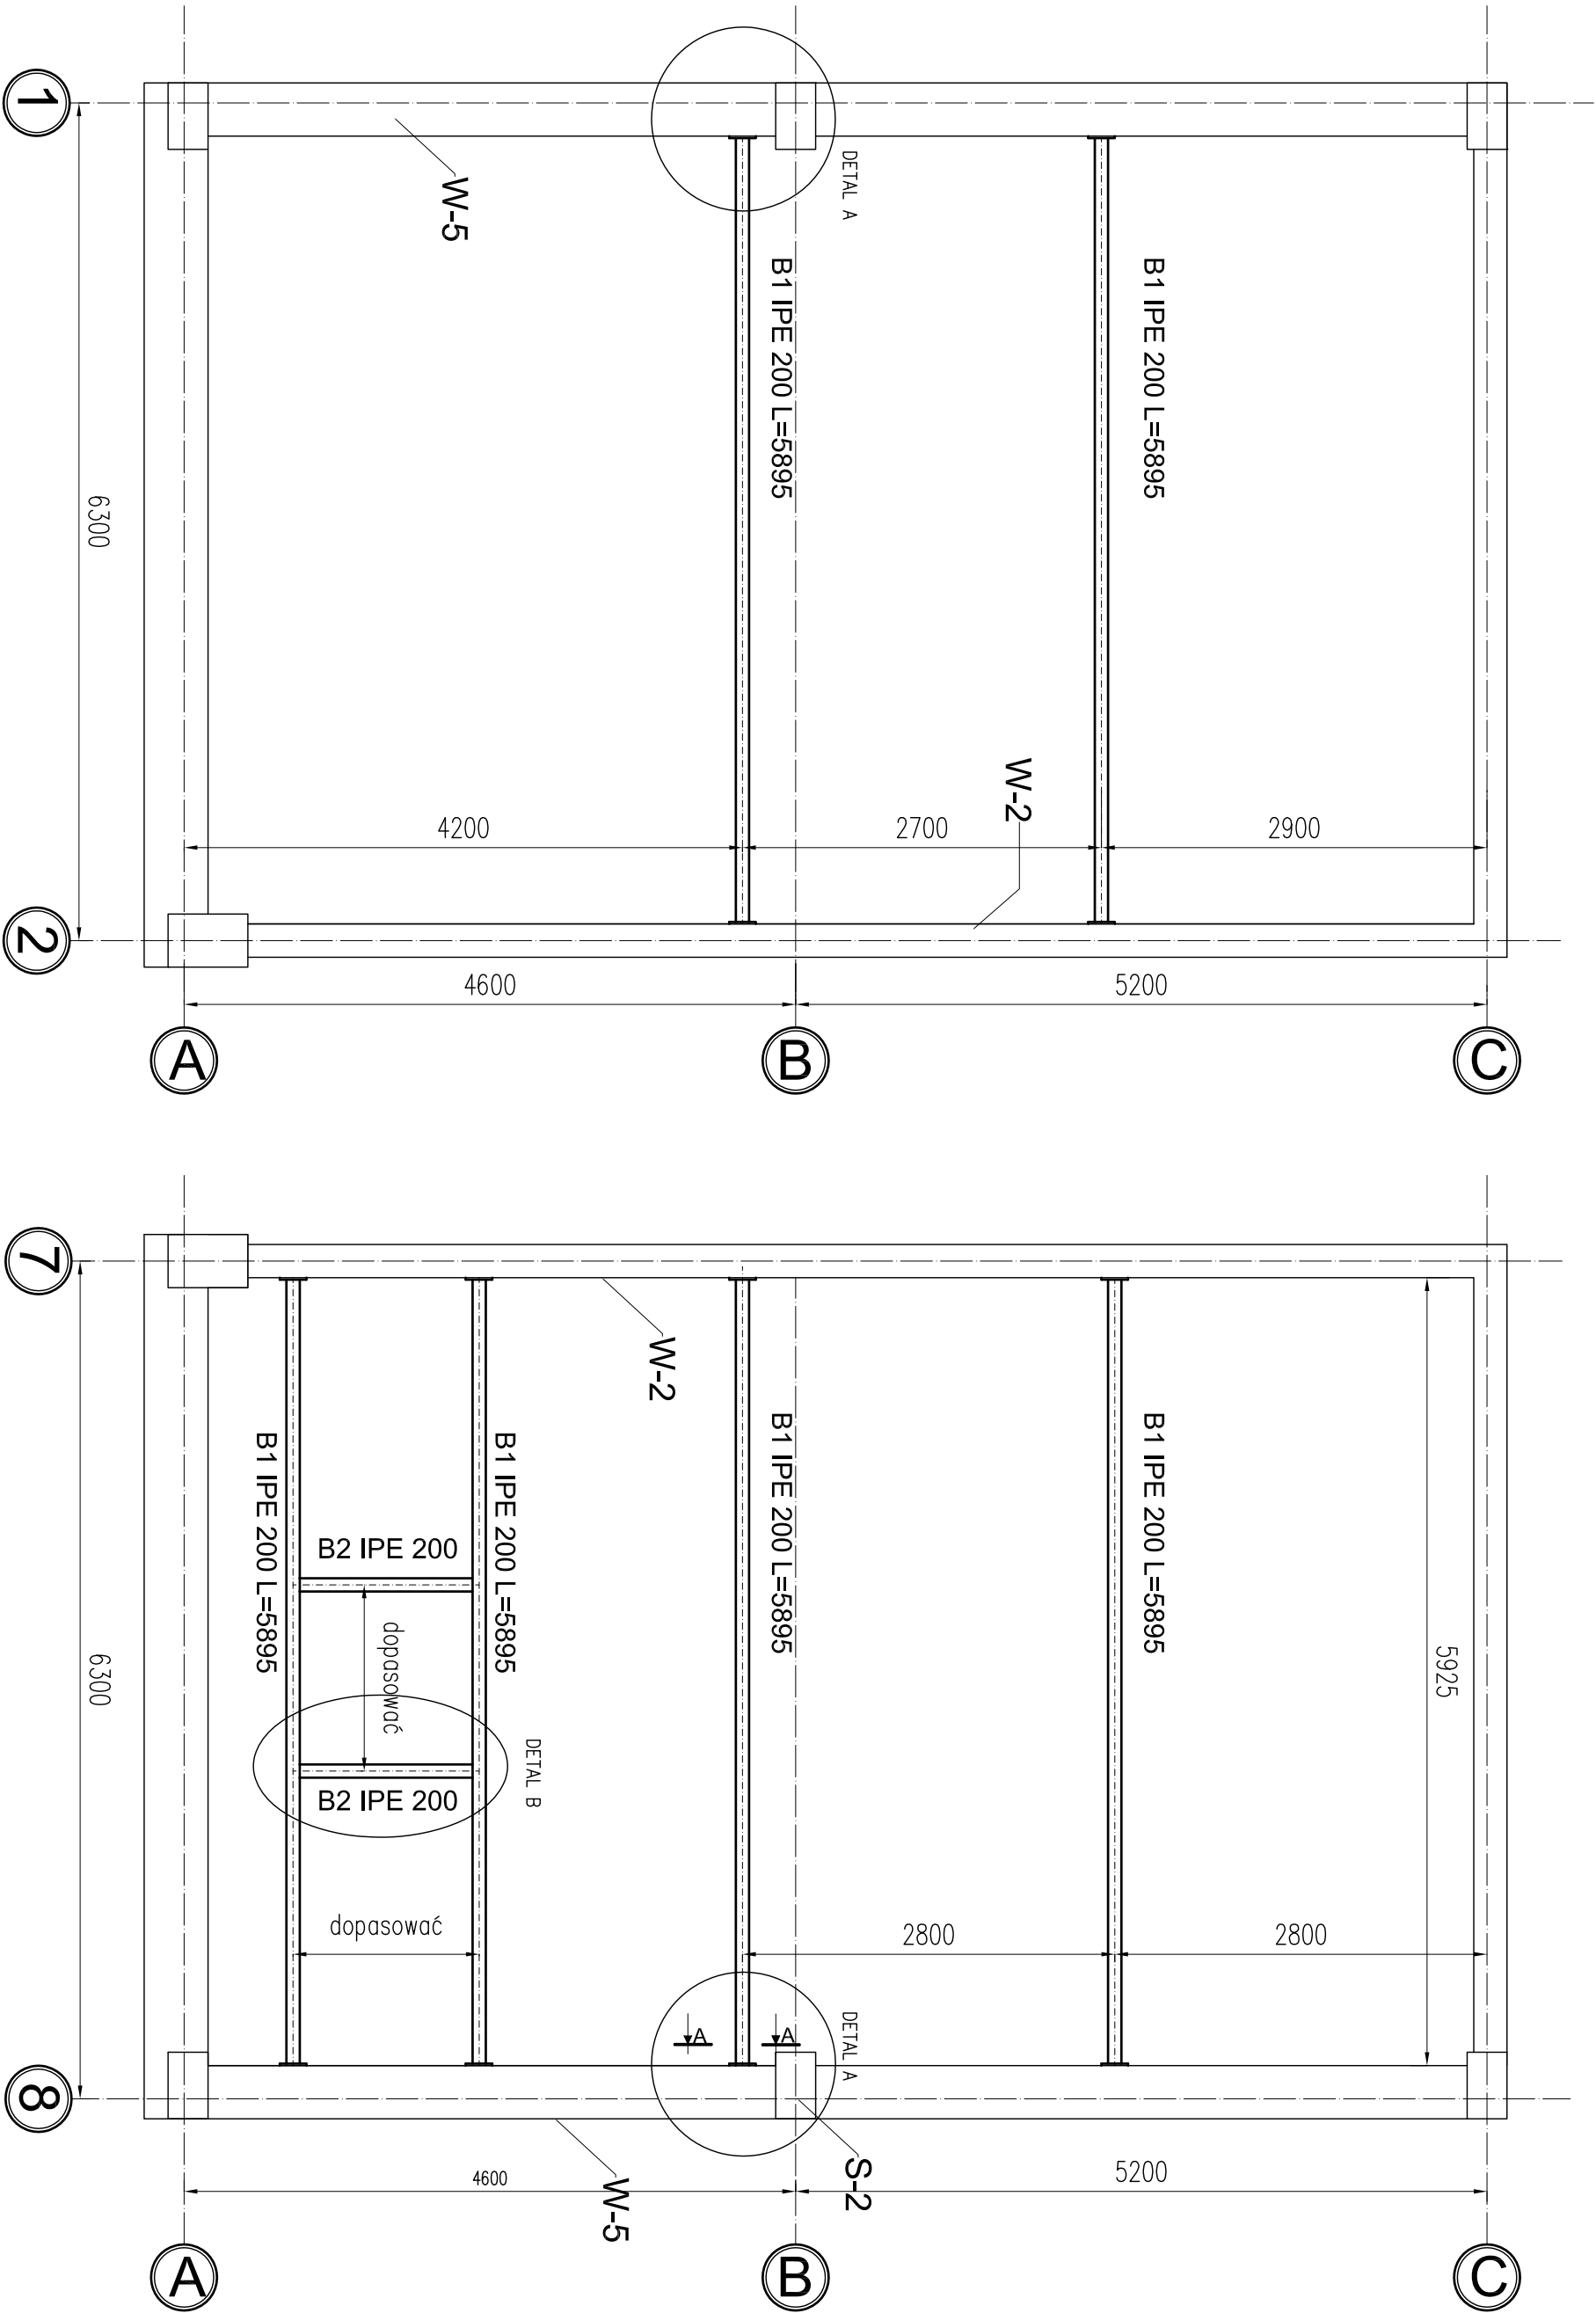 1
W-5
DETAL A
B1 IPE 200 L=5895
B1 IPE 200 L=5895
6300
W-2
4200
2700
2900
2
4600
5200
A
B
C
7
W-2
B1 IPE 200 L=5895
B1 IPE 200 L=5895
B1 IPE 200 L=5895
B1 IPE 200 L=5895
B2 IPE 200
dopasować
5925
6300
DETAL B
B2 IPE 200
dopasować
2800
2800
DETAL A
A
A
8
S-2
W-5
4600
5200
A
B
C